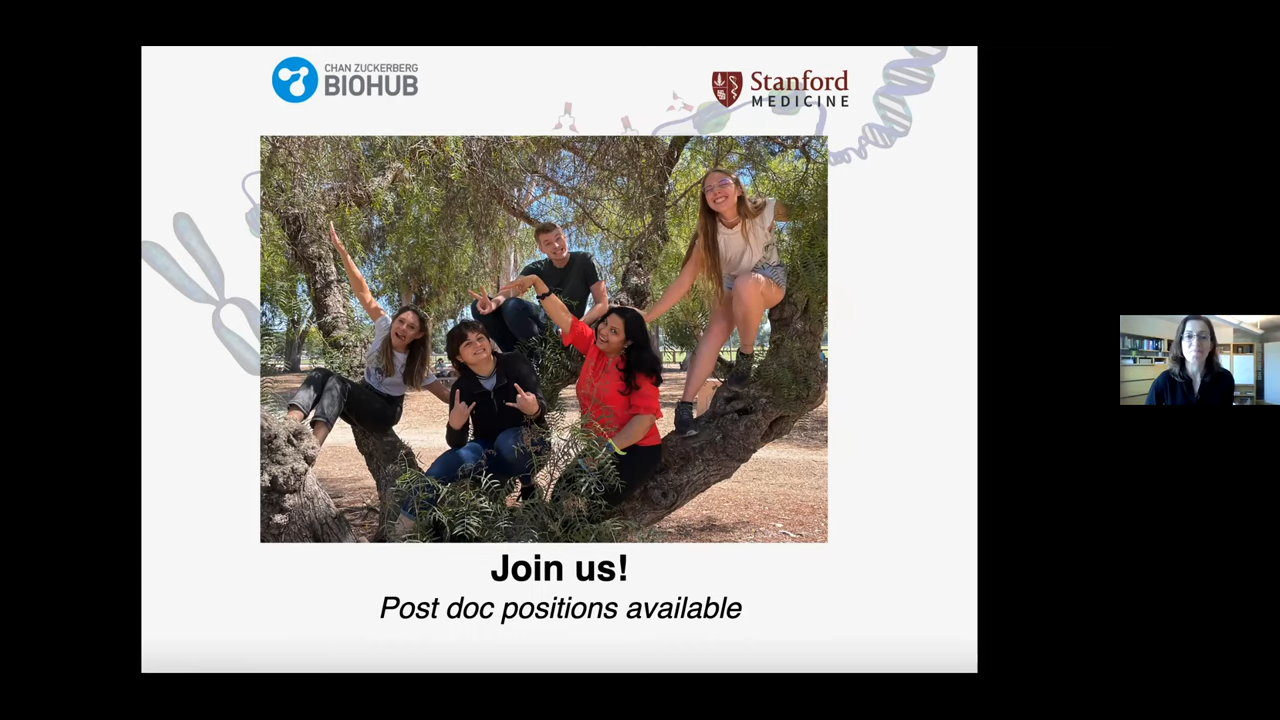 CHAN ZUCKERBERG
BIOHUB
Stanford
MEDICINE
Join us!
Post doc positions available